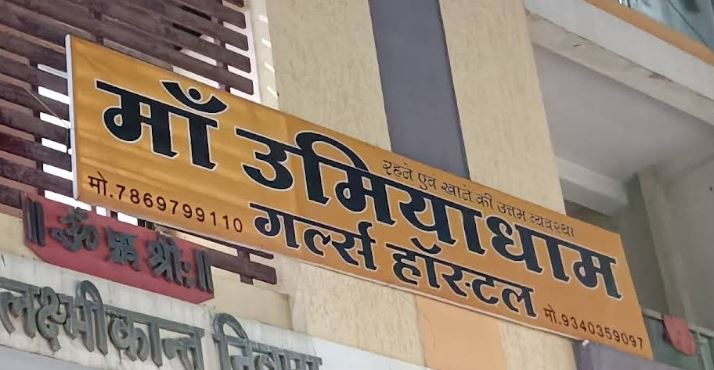 माँ उमियाधाम
रहने एवं खाने की उत्तम व्यवस्था
गर्ल्स हॉस्टल
मो.7869799110
मो.9340359097
॥ ॐ ॠ श्रीः ॥
लक्ष्मीकान्त निवास